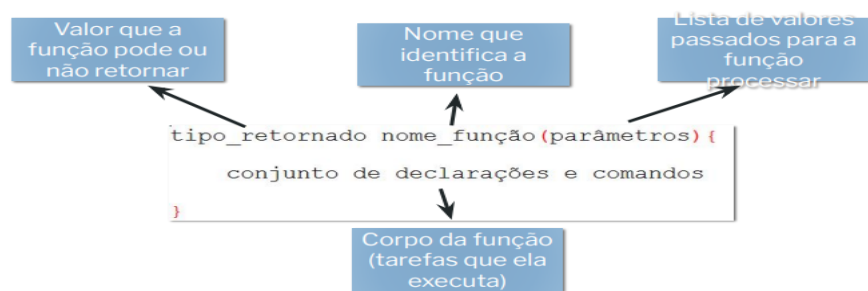 Valor que a
função pode ou
não retornar
Nome que
identifica a
função
Lista de valores
passados para a
função
processar
tipo_retornado nome_função(parâmetros){
conjunto de declarações e comandos
}
Corpo da função
(tarefas que ela
executa)